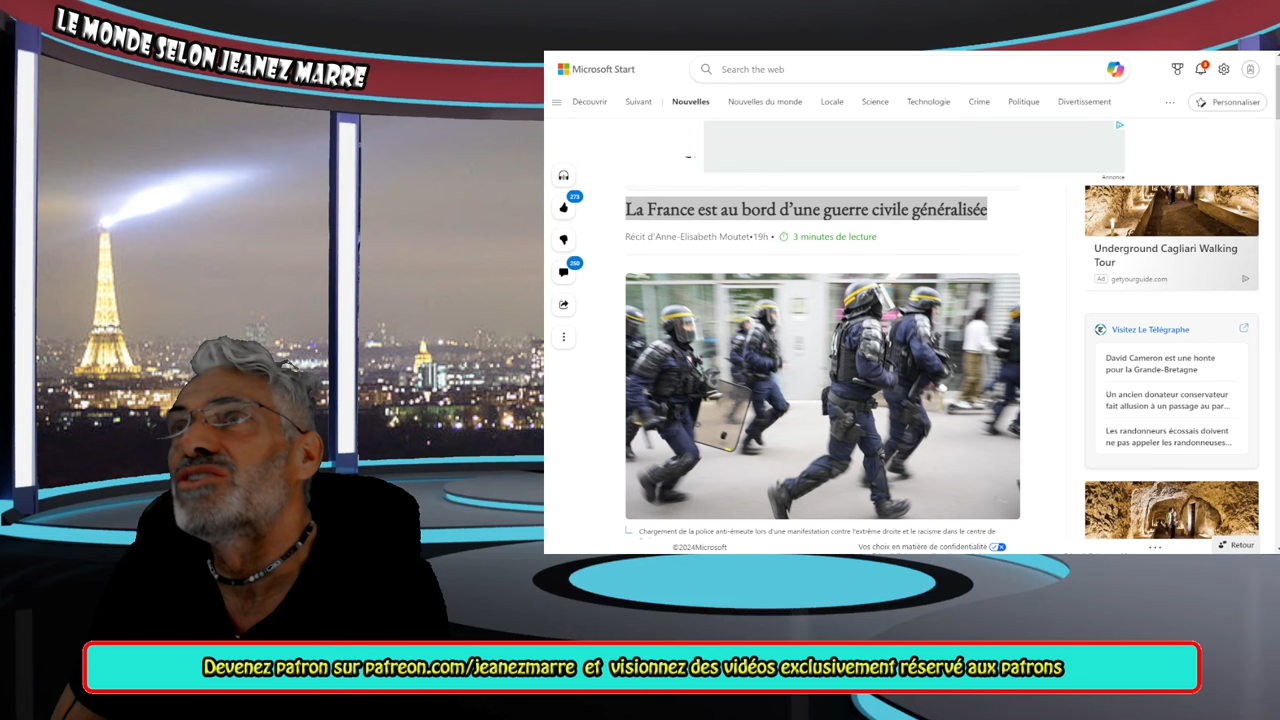 LE MONDE SELON JEANEZ MARRE
Microsoft Start
Search the web
3
Découvrir Suivant Nouvelles Nouvelles du monde Locale Science Technologie Crime Politique Divertissement ... Personnaliser
Annonce
273
250
La France est au bord d'une guerre civile généralisée
Récit d'Anne-Elisabeth Moutet•19h • 3 minutes de lecture
Chargement de la police anti-émeute lors d'une manifestation contre l'extrême droite et le racisme dans le centre de
©2024Microsoft
Vos choix en matière de confidentialité
Underground Cagliari Walking
Tour
Ad getyourguide.com
Visitez Le Télégraphe
David Cameron est une honte
pour la Grande-Bretagne
Un ancien donateur conservateur
fait allusion à un passage au par...
Les randonneurs écossais doivent
ne pas appeler les randonneuses...
Retour
Devenez patron sur patreon.com/jeanezmarre et visionnez des vidéos exclusivement réservé aux patrons